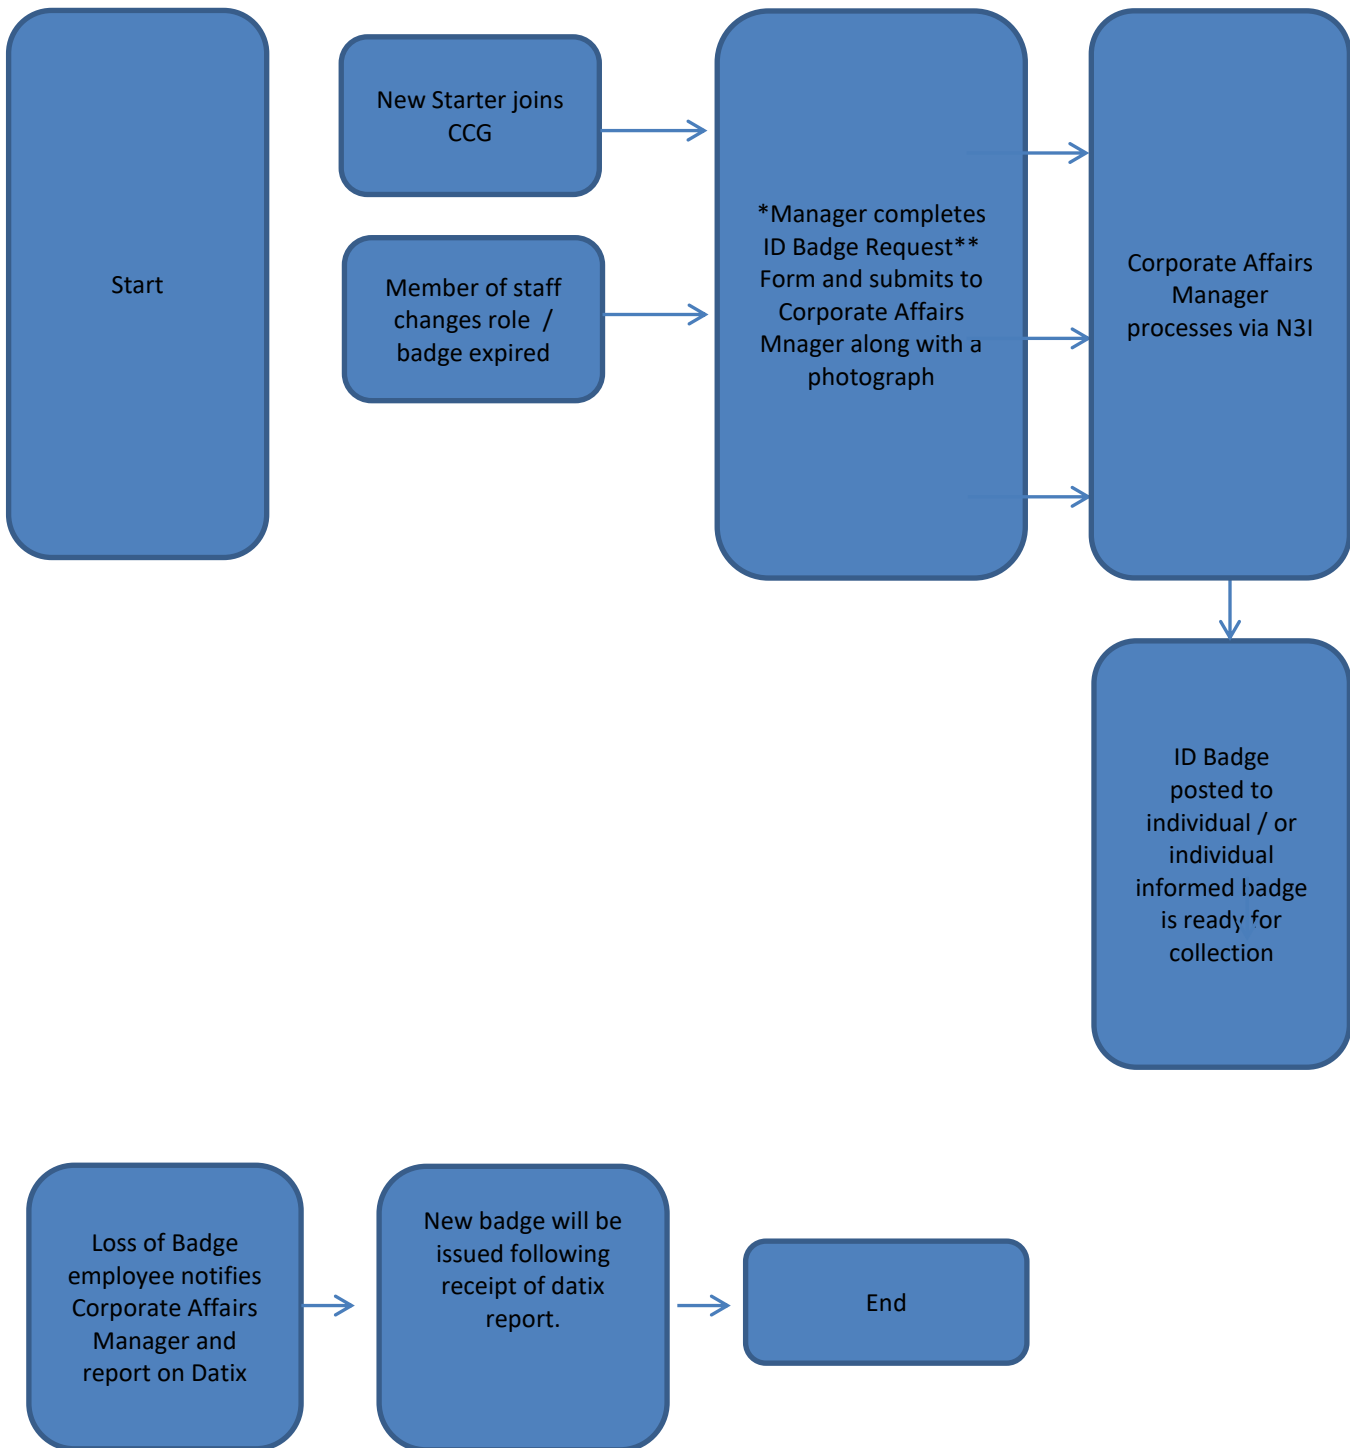 Start
New Starter joins
CCG
Member of staff
changes role  /
badge expired
*Manager completes
ID Badge Request**
Form and submits to
Corporate Affairs
Mnager along with a
photograph
Corporate Affairs
Manager
processes via N3I
ID Badge
posted to
individual / or
individual
informed badge
is ready for
collection
Loss of Badge
employee notifies
Corporate Affairs
Manager and
report on Datix
New badge will be
issued following
receipt of datix
report.
End